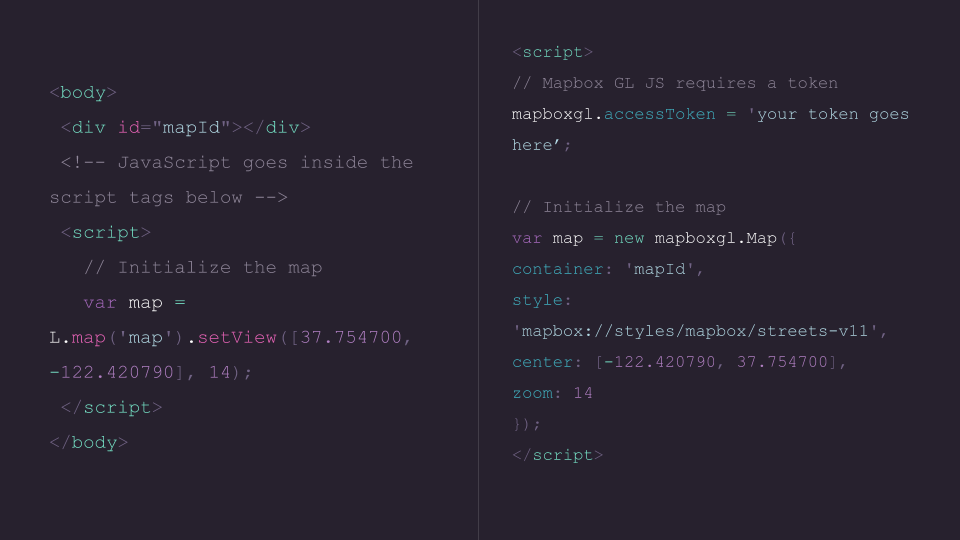 <body>
<div id="mapId"></div>
<!-- JavaScript goes inside the
script tags below -->
<script>
// Initialize the map
var map =
L.map('map').setView([37.754700,
-122.420790], 14);
</script>
</body>
<script>
// Mapbox GL JS requires a token
mapboxgl.accessToken = 'your token goes
here’;
// Initialize the map
var map = new mapboxgl.Map({
container: 'mapId',
style:
'mapbox://styles/mapbox/streets-v11',
center: [-122.420790, 37.754700],
zoom: 14
});
</script>